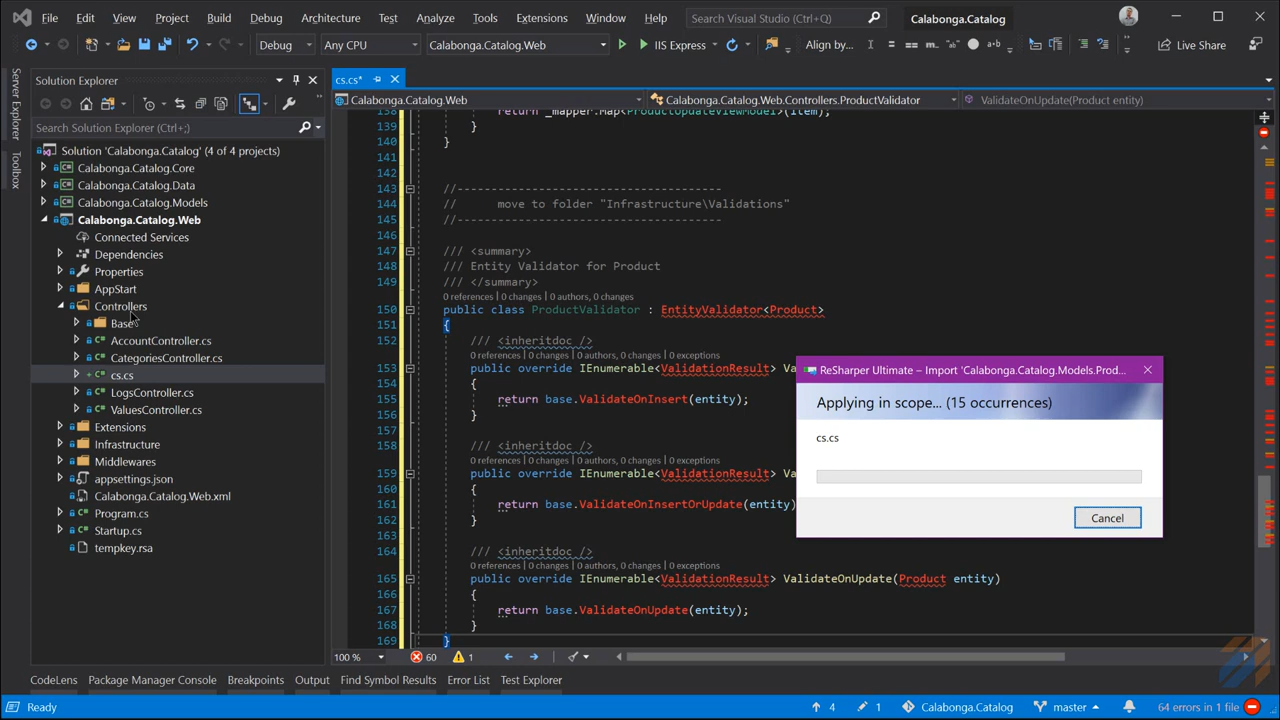 File Edit View Project Build Debug Architecture Test Analyze Tools Extensions Window Help Search Visual Studio (Ctrl+Q) Calabonga.Catalog
Debug Any CPU Calabonga.Catalog.Web IIS Express Align by... Live Share
Server Explorer
Toolbox
Solution Explorer
Search Solution Explorer (Ctrl+;)
Solution 'Calabonga.Catalog' (4 of 4 projects)
Calabonga.Catalog.Core
Calabonga.Catalog.Data
Calabonga.Catalog.Models
Calabonga.Catalog.Web
Connected Services
Dependencies
Properties
AppStart
Controllers
Base
AccountController.cs
CategoriesController.cs
cs.cs
LogsController.cs
ValuesController.cs
Extensions
Infrastructure
Middlewares
appsettings.json
Calabonga.Catalog.Web.xml
Program.cs
Startup.cs
tempkey.rsa
cs.cs*
Calabonga.Catalog.Web Calabonga.Catalog.Web.Controllers.ProductValidator ValidateOnUpdate(Product entity)
138 return _mapper.Map<ProductUpdateViewModel>(item);
139 }
140 }
141
142
143 //---------------------------------------
144 // move to folder "Infrastructure\Validations"
145 //---------------------------------------
146
147 /// <summary>
148 /// Entity Validator for Product
149 /// </summary>
0 references | 0 changes | 0 authors, 0 changes
150 public class ProductValidator : EntityValidator<Product>
151 {
152 /// <inheritdoc />
0 references | 0 changes | 0 authors, 0 changes | 0 exceptions
153 public override IEnumerable<ValidationResult> Va
154 {
155 return base.ValidateOnInsert(entity);
156 }
157
158 /// <inheritdoc />
0 references | 0 changes | 0 authors, 0 changes | 0 exceptions
159 public override IEnumerable<ValidationResult> Va
160 {
161 return base.ValidateOnInsertOrUpdate(entity)
162 }
163
164 /// <inheritdoc />
0 references | 0 changes | 0 authors, 0 changes | 0 exceptions
165 public override IEnumerable<ValidationResult> ValidateOnUpdate(Product entity)
166 {
167 return base.ValidateOnUpdate(entity);
168 }
169 }
ReSharper Ultimate – Import 'Calabonga.Catalog.Models.Prod...
Applying in scope... (15 occurrences)
cs.cs
Cancel
100 % 60 1
CodeLens Package Manager Console Breakpoints Output Find Symbol Results Error List Test Explorer
Ready 4 1 Calabonga.Catalog master 64 errors in 1 file